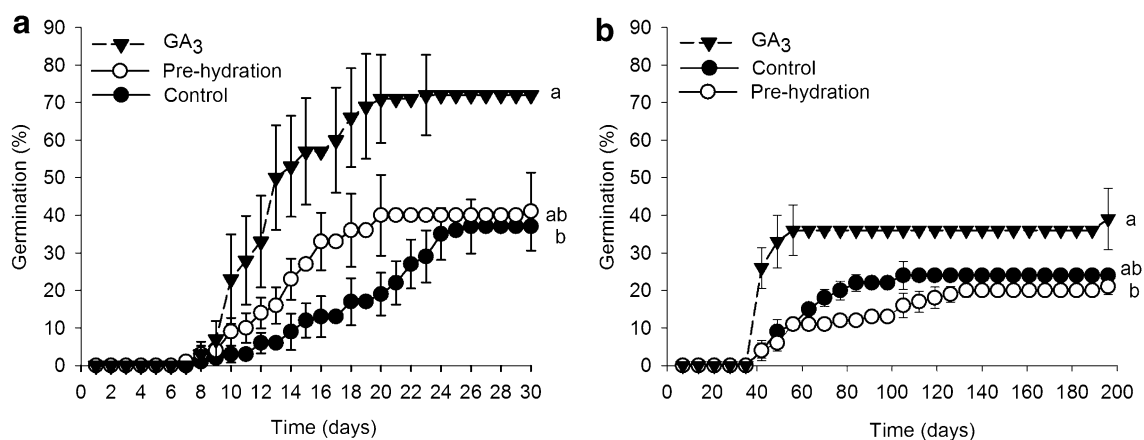 a
90
80
70
60
50
40
30
20
10
0
Germination (%)
GA3
Pre-hydration
Control
a
ab
b
0 2 4 6 8 10 12 14 16 18 20 22 24 26 28 30
Time (days)
b
90
80
70
60
50
40
30
20
10
0
Germination (%)
GA3
Control
Pre-hydration
a
ab
b
0 20 40 60 80 100 120 140 160 180 200
Time (days)